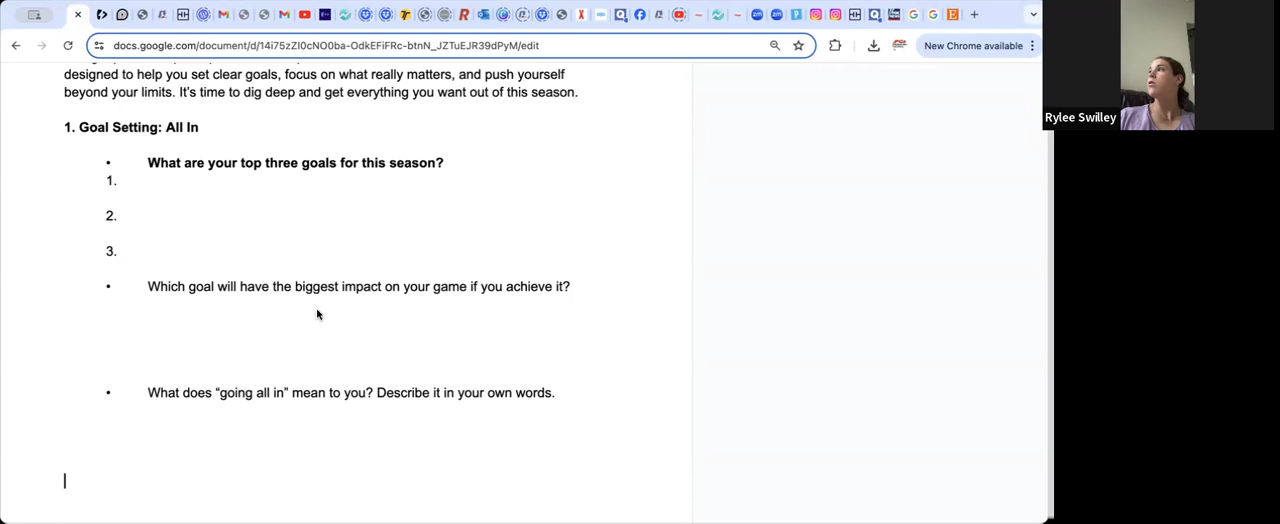 docs.google.com/document/d/14i75zZI0cNO0ba-OdkEFiFRc-btnN_JZTuEJR39dPyM/edit
New Chrome available
designed to help you set clear goals, focus on what really matters, and push yourself
beyond your limits. It’s time to dig deep and get everything you want out of this season.
1. Goal Setting: All In
• What are your top three goals for this season?
1.
2.
3.
• Which goal will have the biggest impact on your game if you achieve it?
• What does “going all in” mean to you? Describe it in your own words.
Rylee Swilley